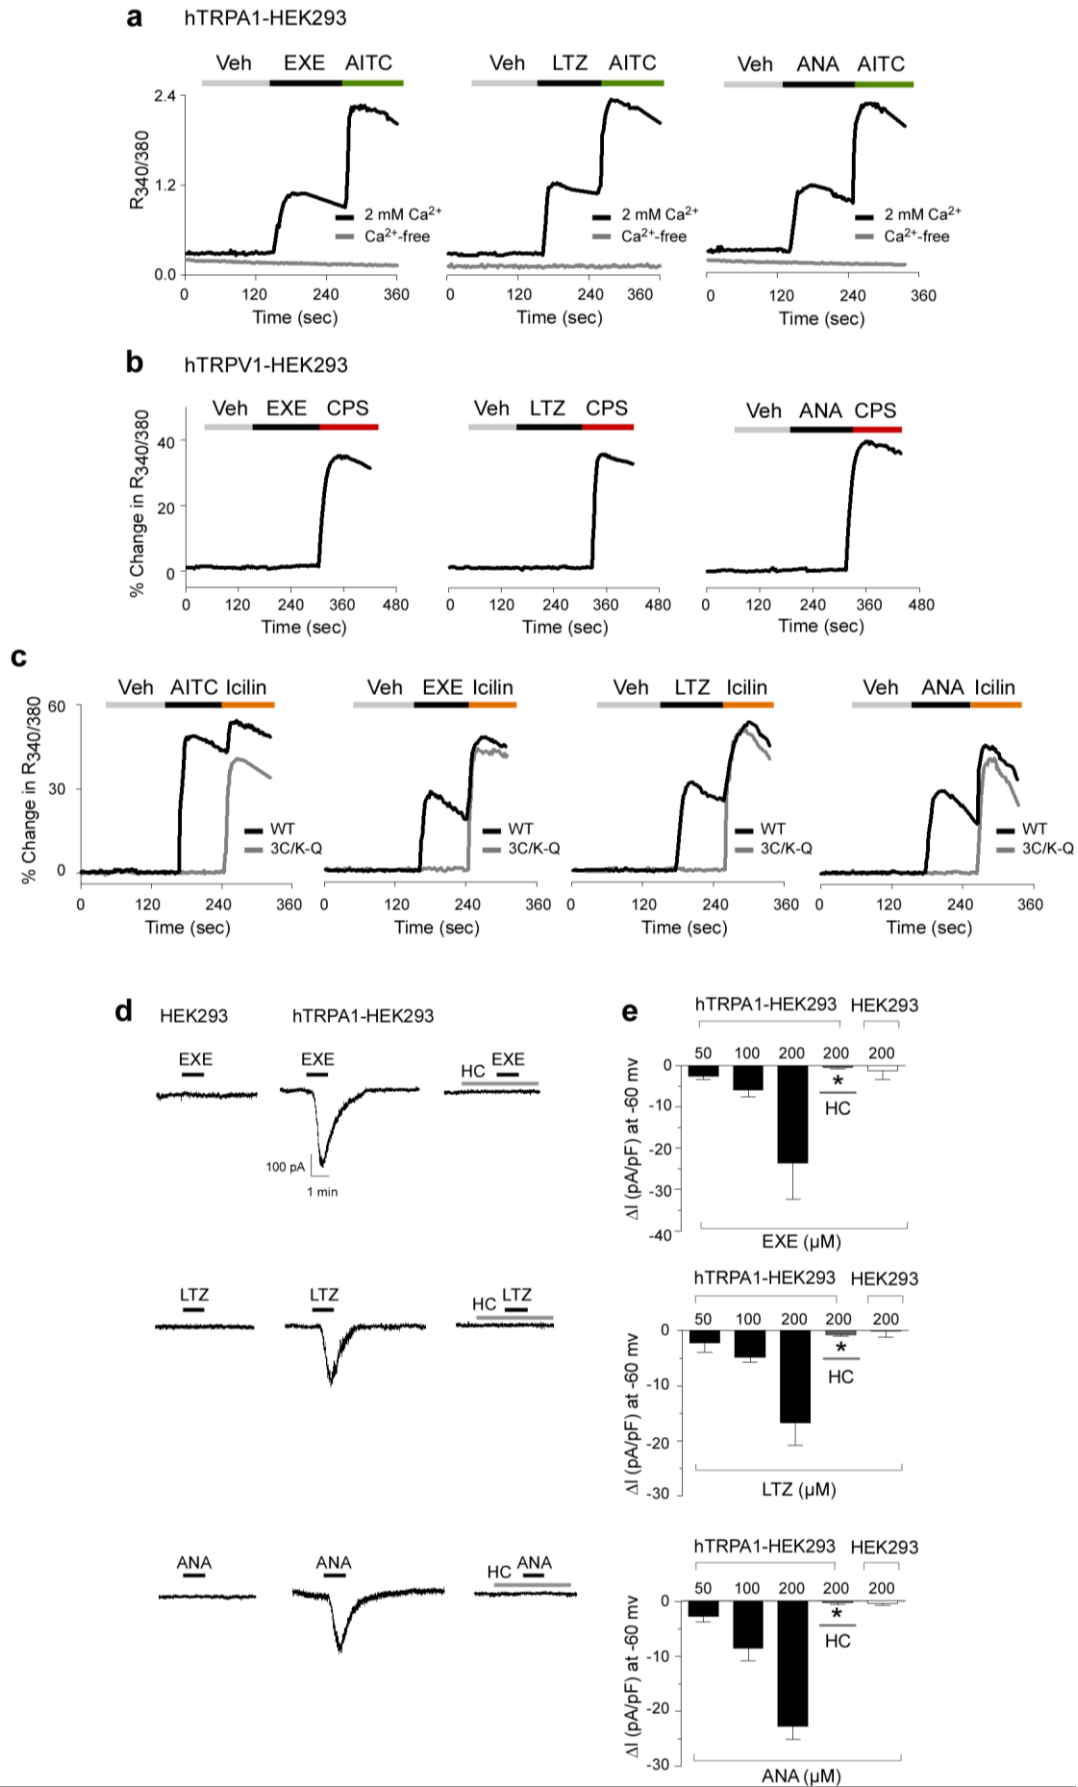 a hTRPA1-HEK293
Veh EXE AITC Veh LTZ AITC Veh ANA AITC
2.4
1.2
0.0
R340/380
2 mM Ca2+ 2 mM Ca2+ 2 mM Ca2+
Ca2+-free Ca2+-free Ca2+-free
0 120 240 360 0 120 240 360 0 120 240 360
Time (sec) Time (sec) Time (sec)
b hTRPV1-HEK293
Veh EXE CPS Veh LTZ CPS Veh ANA CPS
40
20
0
% Change in R340/380
0 120 240 360 480 0 120 240 360 480 0 120 240 360 480
Time (sec) Time (sec) Time (sec)
c
Veh AITC Icilin Veh EXE Icilin Veh LTZ Icilin Veh ANA Icilin
60
30
0
% Change in R340/380
WT WT WT WT
3C/K-Q 3C/K-Q 3C/K-Q 3C/K-Q
0 120 240 360 0 120 240 360 0 120 240 360 0 120 240 360
Time (sec) Time (sec) Time (sec) Time (sec)
d HEK293 hTRPA1-HEK293
EXE EXE HC EXE
100 pA
1 min
LTZ LTZ HC LTZ
ANA ANA HC ANA
e hTRPA1-HEK293 HEK293
50 100 200 200 200
0
-10
-20
-30
-40
ΔI (pA/pF) at -60 mv
*
HC
EXE (µM)
hTRPA1-HEK293 HEK293
50 100 200 200 200
0
-10
-20
-30
ΔI (pA/pF) at -60 mv
*
HC
LTZ (µM)
hTRPA1-HEK293 HEK293
50 100 200 200 200
0
-10
-20
-30
ΔI (pA/pF) at -60 mv
*
HC
ANA (µM)